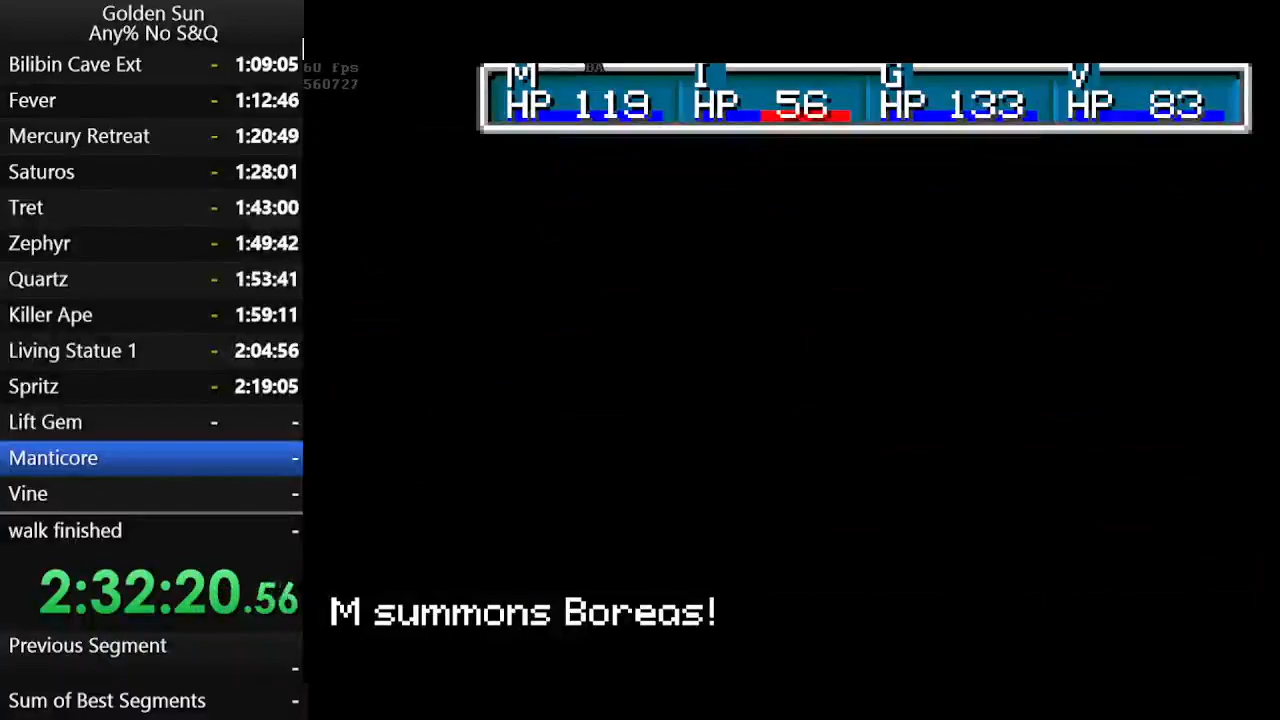 Golden Sun
Any% No S&Q
Bilibin Cave Ext - 1:09:05
Fever - 1:12:46
Mercury Retreat - 1:20:49
Saturos - 1:28:01
Tret - 1:43:00
Zephyr - 1:49:42
Quartz - 1:53:41
Killer Ape - 1:59:11
Living Statue 1 - 2:04:56
Spritz - 2:19:05
Lift Gem - -
Manticore -
Vine -
walk finished -
2:32:20.56
Previous Segment
-
Sum of Best Segments -
60 fps
560727
M I G V
HP 119 HP 56 HP 133 HP 83
M summons Boreas!